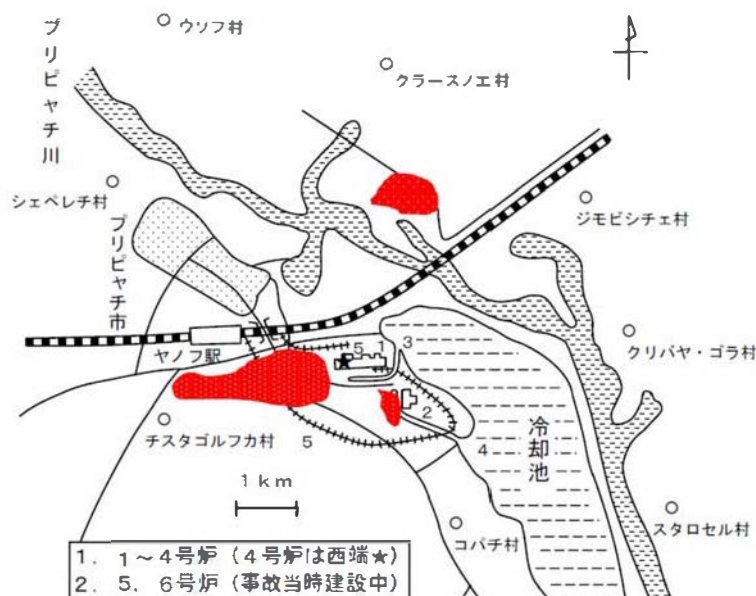 ウソフ村
プリピャチ川
クラースノエ村
シェペレチ村
ジモビシチェ村
プリピャチ市
ヤノフ駅
5
1
3
クリバヤ・ゴラ村
2
冷却池
チスタゴルフカ村
5
4
1 km
スタロセル村
コパチ村
1. 1～4号炉（4号炉は西端★）
2. 5, 6号炉（事故当時建設中）